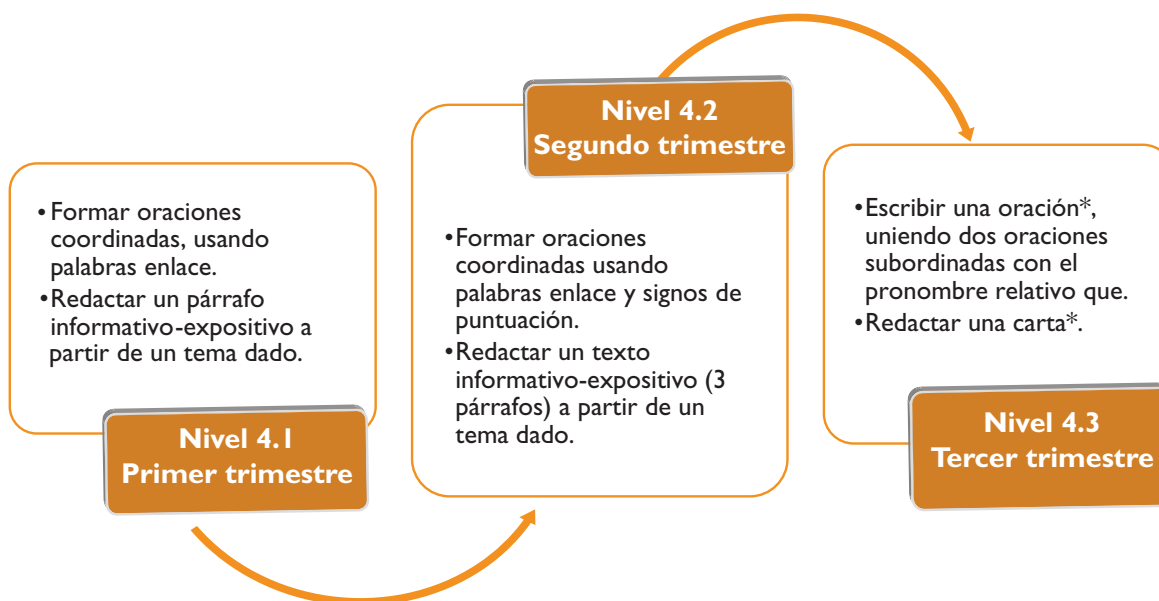 •Formar oraciones
coordinadas, usando
palabras enlace.
•Redactar un párrafo
informativo-expositivo a
partir de un tema dado.
Nivel 4.1
Primer trimestre
Nivel 4.2
Segundo trimestre
•Formar oraciones
coordinadas usando
palabras enlace y signos de
puntuación.
•Redactar un texto
informativo-expositivo (3
párrafos) a partir de un
tema dado.
•Escribir una oración*,
uniendo dos oraciones
subordinadas con el
pronombre relativo que.
•Redactar una carta*.
Nivel 4.3
Tercer trimestre